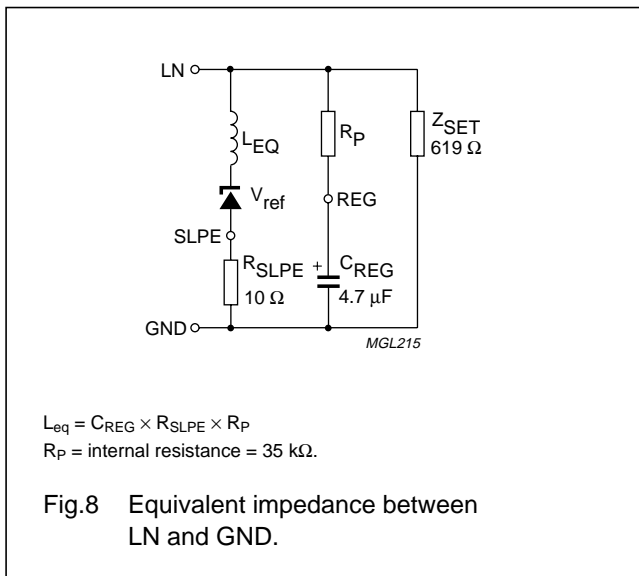 LN
L_EQ
R_P
Z_SET
619 Ω
V_ref
REG
SLPE
R_SLPE
10 Ω
+
C_REG
4.7 μF
GND
MGL215
L_eq = C_REG × R_SLPE × R_P
R_P = internal resistance = 35 kΩ.
Fig.8 Equivalent impedance between
LN and GND.